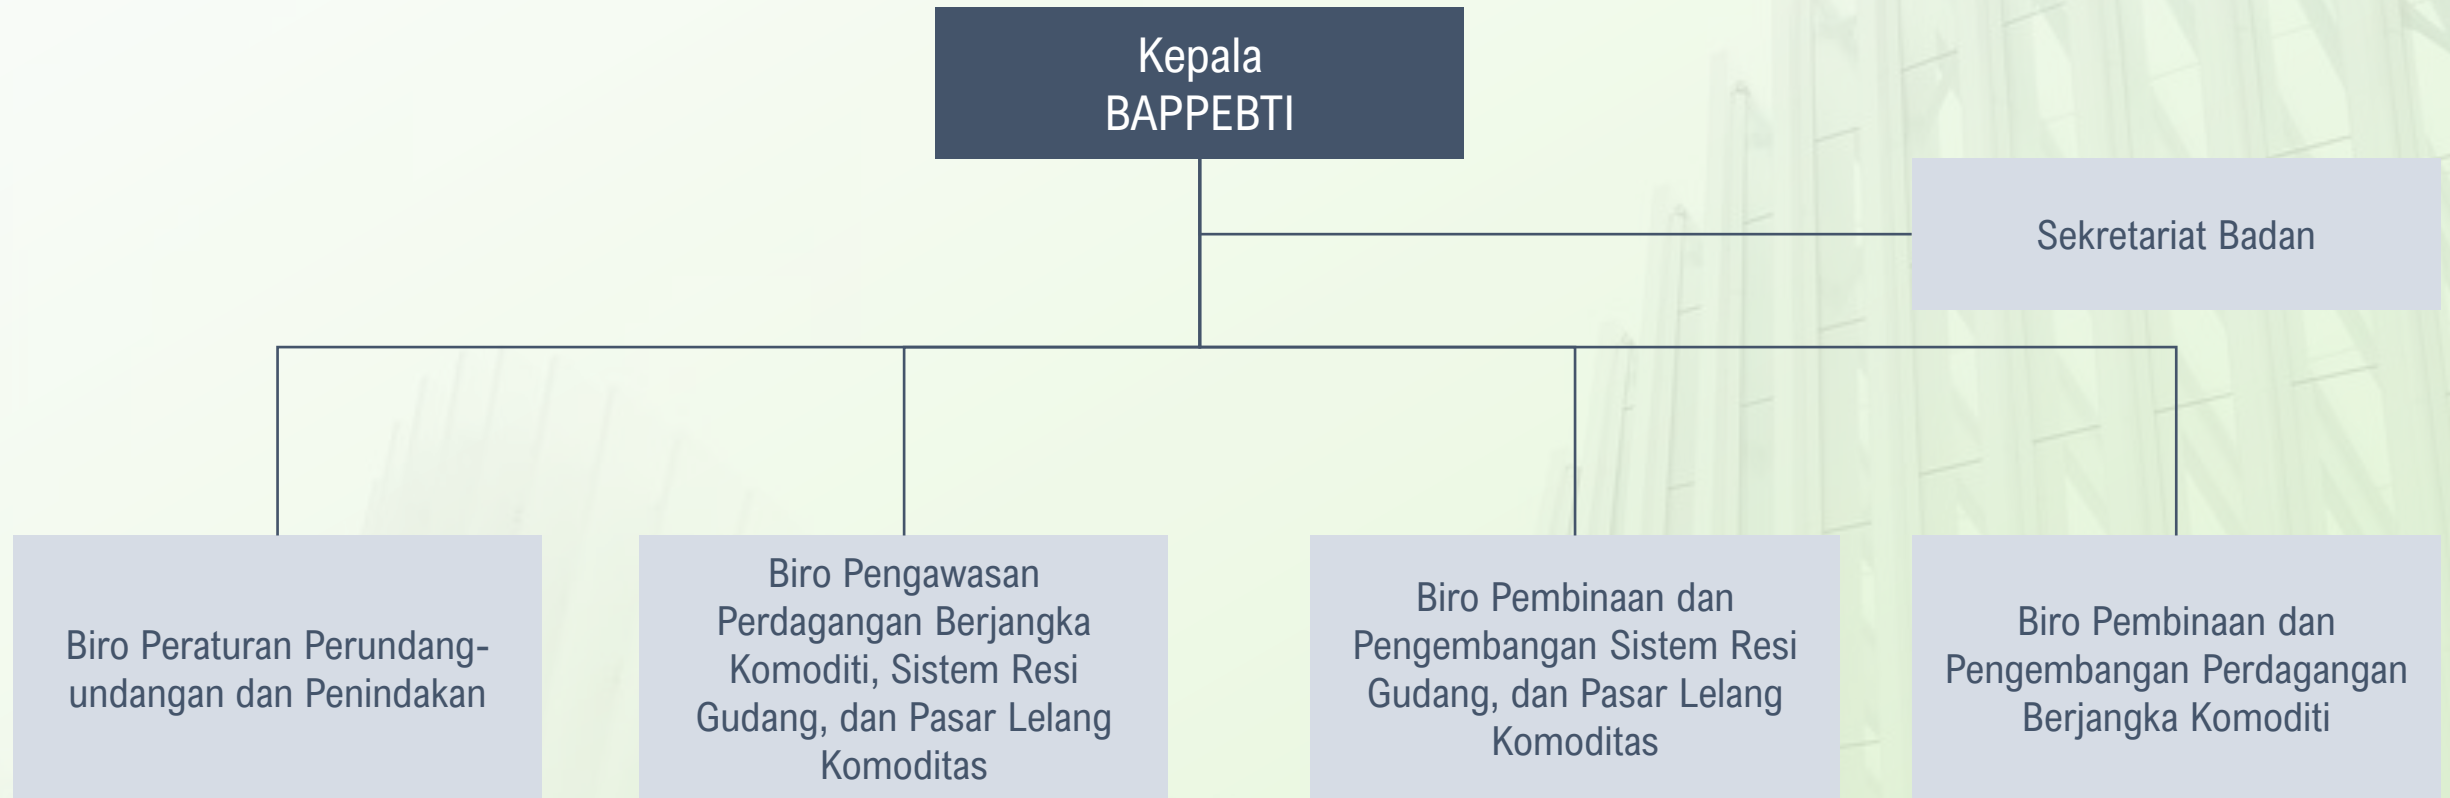 Kepala
BAPPEBTI
Sekretariat Badan
Biro Peraturan Perundang-
undangan dan Penindakan
Biro Pengawasan
Perdagangan Berjangka
Komoditi, Sistem Resi
Gudang, dan Pasar Lelang
Komoditas
Biro Pembinaan dan
Pengembangan Sistem Resi
Gudang, dan Pasar Lelang
Komoditas
Biro Pembinaan dan
Pengembangan Perdagangan
Berjangka Komoditi